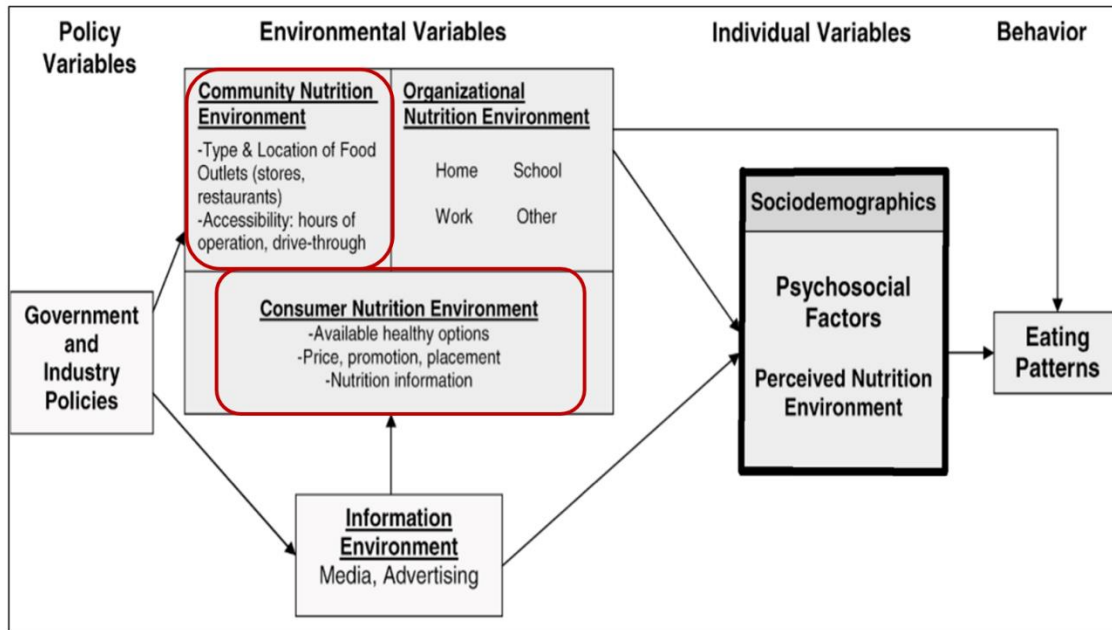 Policy
Variables
Environmental Variables
Individual Variables
Behavior
Community Nutrition
Environment
-Type & Location of Food
Outlets (stores,
restaurants)
-Accessibility: hours of
operation, drive-through
Organizational
Nutrition Environment
Home School
Work Other
Consumer Nutrition Environment
-Available healthy options
-Price, promotion, placement
-Nutrition information
Government
and
Industry
Policies
Information
Environment
Media, Advertising
Sociodemographics
Psychosocial
Factors
Perceived Nutrition
Environment
Eating
Patterns